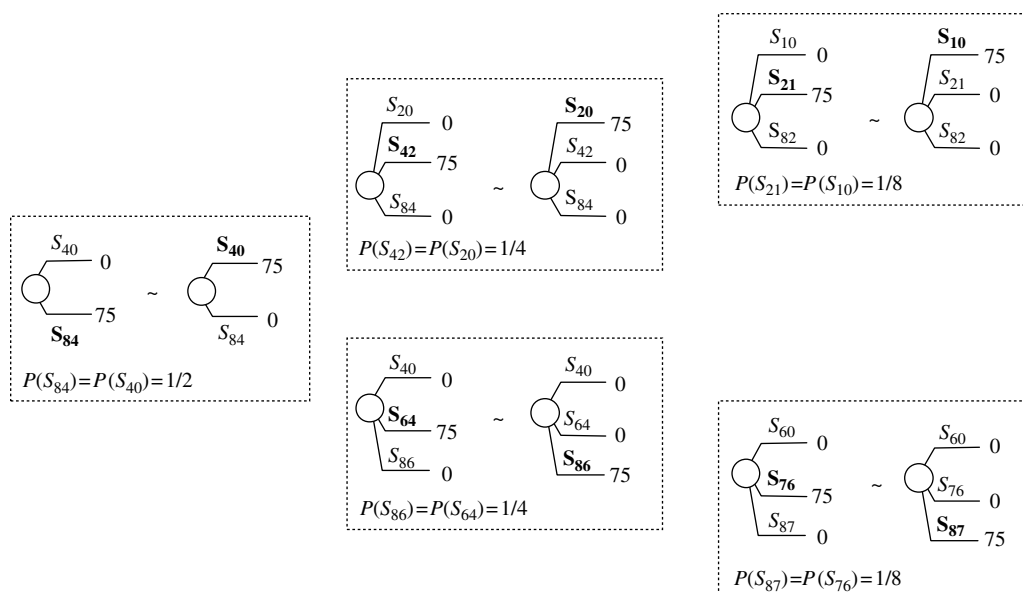 S40
0
75
S84
~
S40
75
0
S84
P(S84)=P(S40)=1/2
S20
0
S42
75
S84
0
~
S20
75
S42
0
S84
0
P(S42)=P(S20)=1/4
S40
0
S64
75
S86
0
~
S40
0
S64
0
S86
75
P(S86)=P(S64)=1/4
S10
0
S21
75
S82
0
~
S10
75
S21
0
S82
0
P(S21)=P(S10)=1/8
S60
0
S76
75
S87
0
~
S60
0
S76
0
S87
75
P(S87)=P(S76)=1/8